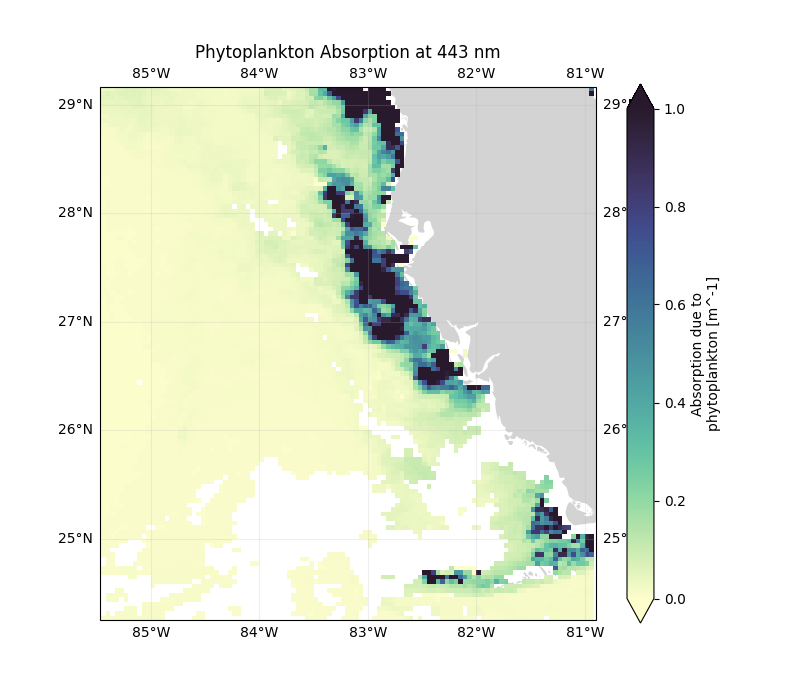 Phytoplankton Absorption at 443 nm
85°W 84°W 83°W 82°W 81°W
29°N 29° 1.0
0.8
28°N 28°
0.6
27°N 27°
Absorption due to
phytoplankton [m^-1]
0.4
26°N 26°
0.2
25°N 25°
0.0
85°W 84°W 83°W 82°W 81°W